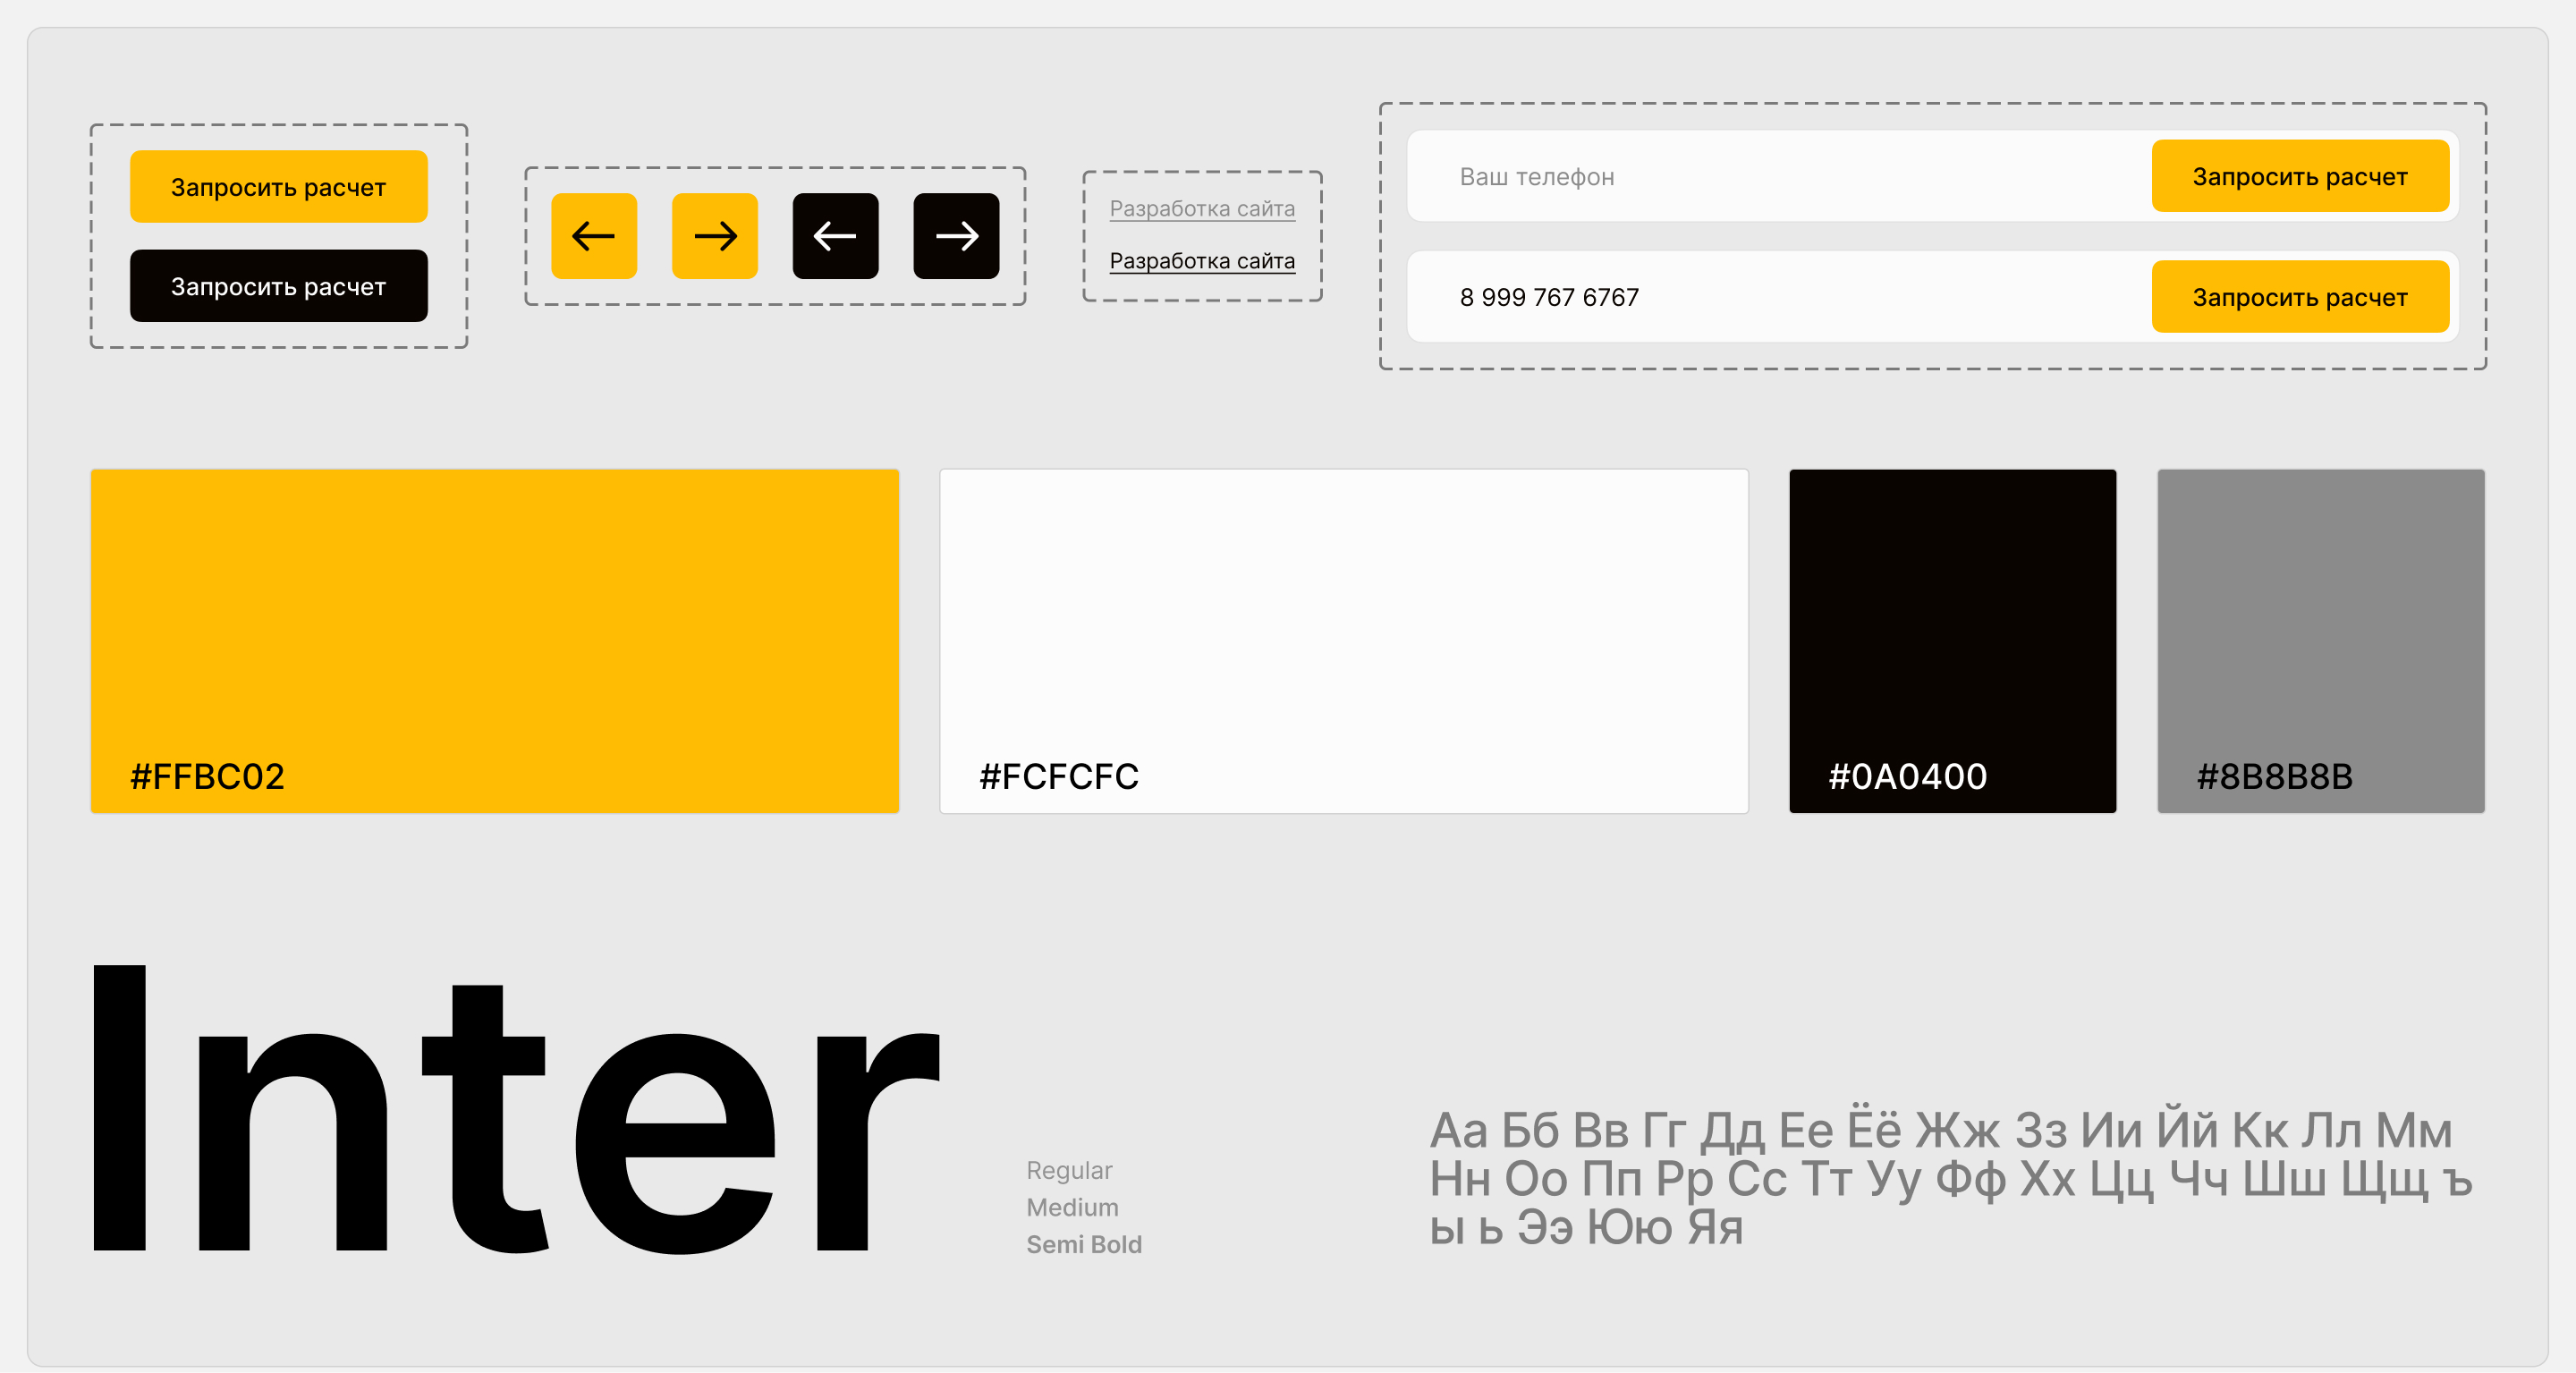 Запросить расчет
Запросить расчет
Разработка сайта
Разработка сайта
Ваш телефон
Запросить расчет
8 999 767 6767
Запросить расчет
#FFBC02
#FCFCFC
#0A0400
#8B8B8B
Inter
Regular
Medium
Semi Bold
Аа Бб Вв Гг Дд Ее Ёё Жж Зз Ии Йй Кк Лл Мм
Нн Оо Пп Рр Сс Тт Уу Фф Хх Цц Чч Шш Щщ ъ
ы ь Ээ Юю Яя